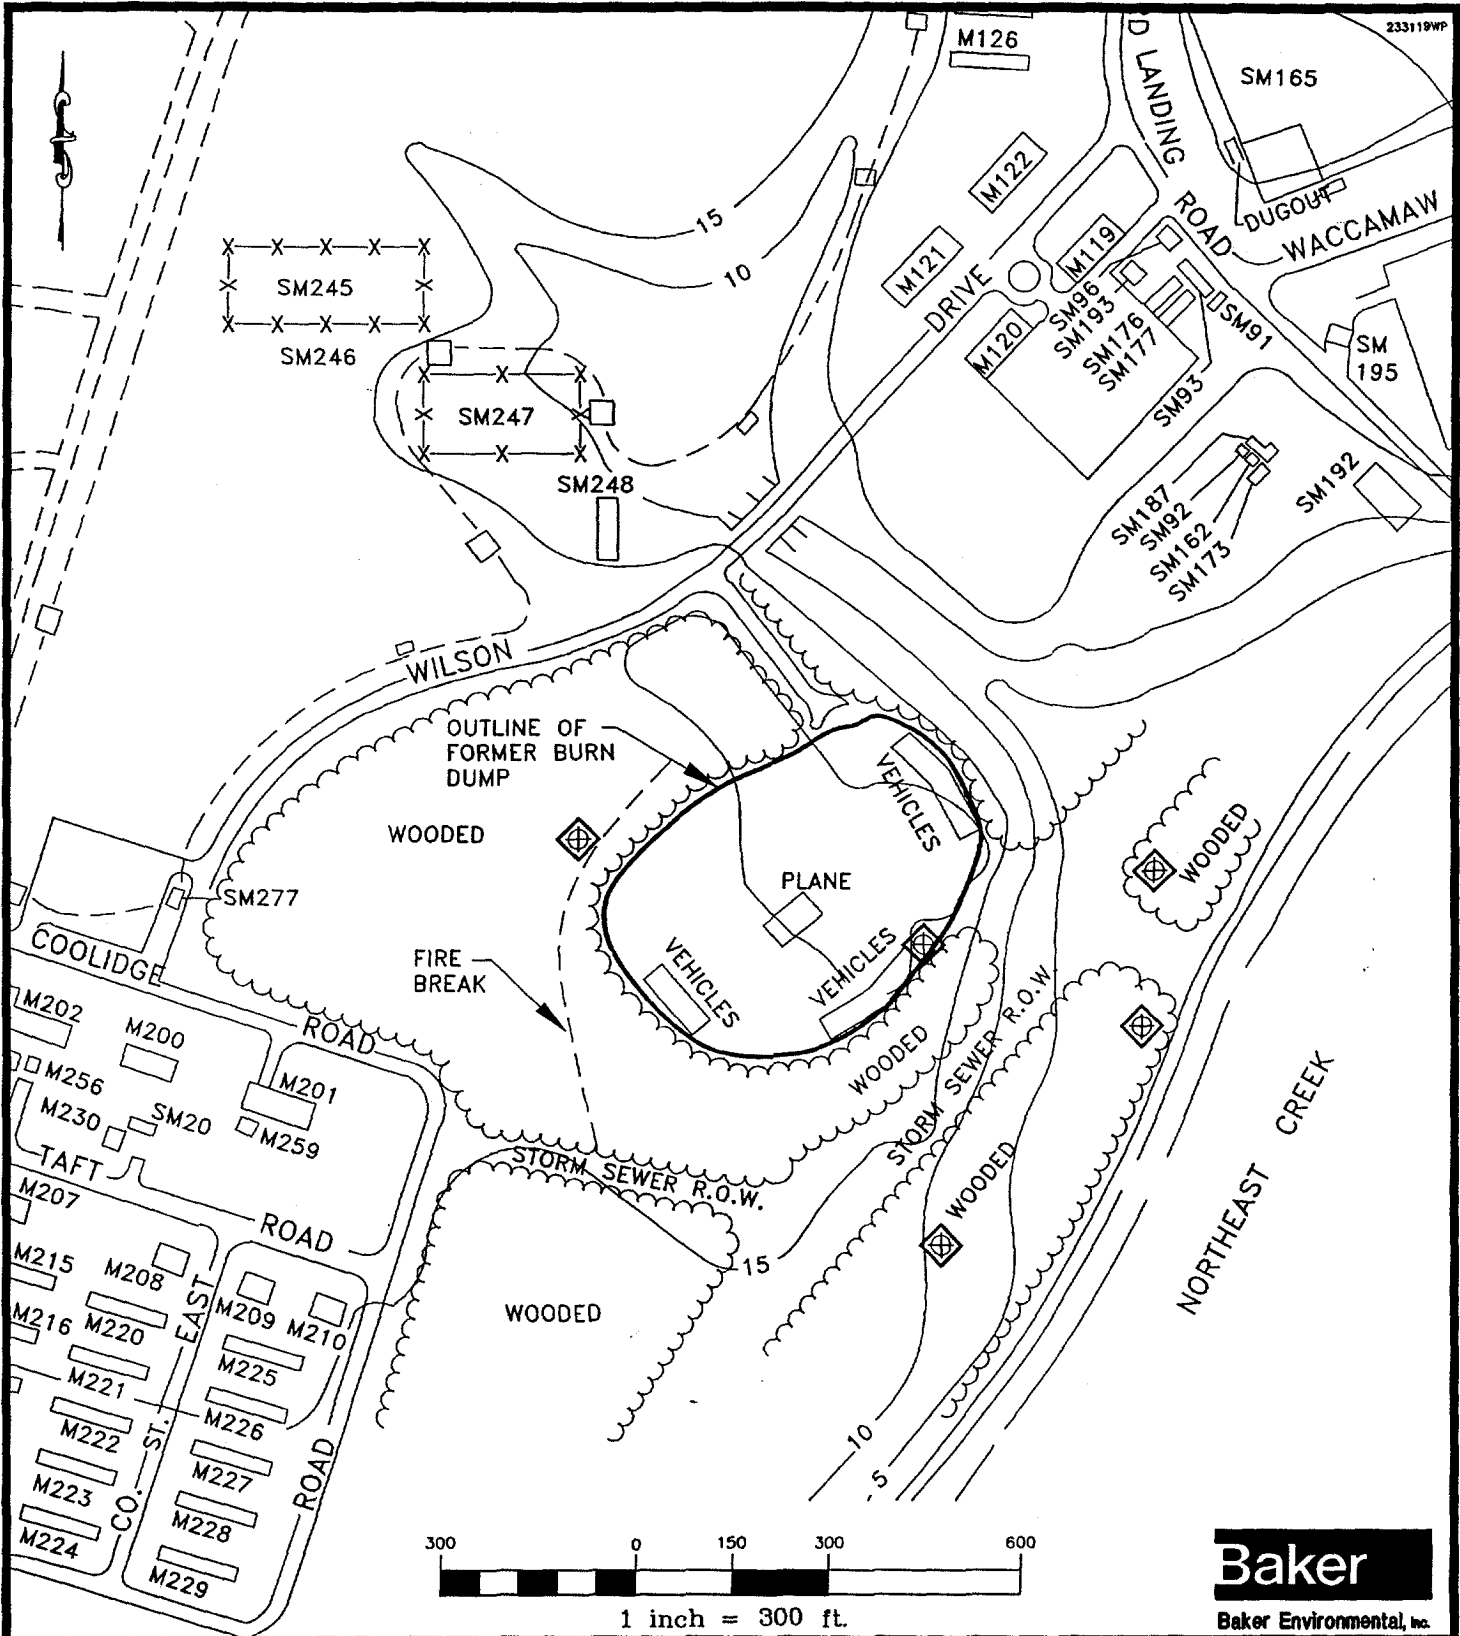 233119WP
M126
D LANDING
ROAD
SM165
M122
15
DUGOUT
WACCAMAW
M121
M119
10
SM245
DRIVE
SM96
SM193
SM176
SM177
SM91
SM246
M120
SM
195
SM93
SM247
SM248
SM187
SM92
SM162
SM173
SM192
WILSON
OUTLINE OF
FORMER BURN
DUMP
VEHICLES
WOODED
WOODED
PLANE
SM277
COOLIDGE
ROAD
FIRE
BREAK
VEHICLES
VEHICLES
WOODED
STORM SEWER R.O.W
M202
M200
M201
M256
M230
SM20
M259
TAFT
ROAD
STORM SEWER R.O.W.
WOODED
NORTHEAST CREEK
M207
M215
M208
EAST
M209
M210
15
M216
M220
M225
WOODED
M221
M226
M222
ST.
M227
ROAD
10
5
M223
CO.
M228
M224
M229
300 0 150 300 600
1 inch = 300 ft.
Baker
Baker Environmental, Inc.